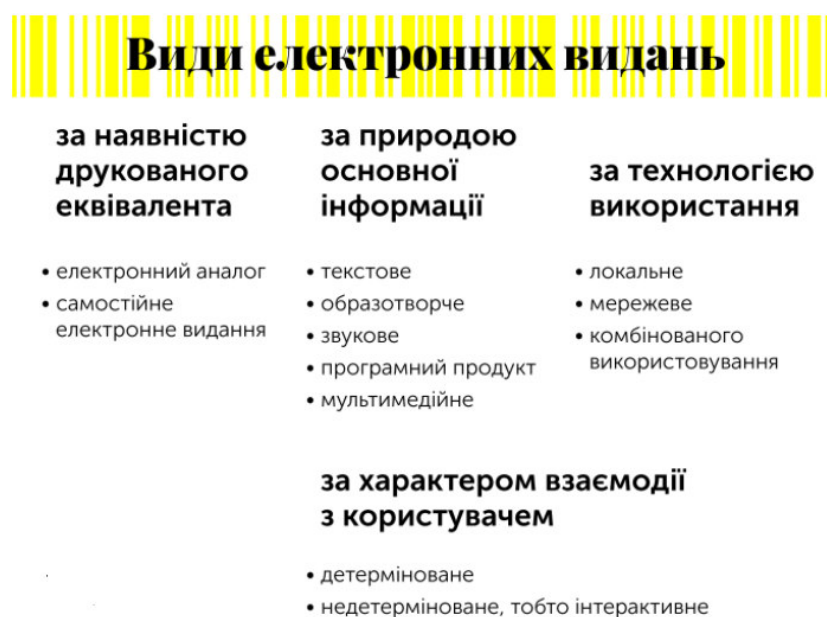 Види електронних видань
за наявністю
друкованого
еквівалента
• електронний аналог
• самостійне
електронне видання
за природою
основної
інформації
• текстове
• образотворче
• звукове
• програмний продукт
• мультимедійне
за технологією
використання
• локальне
• мережеве
• комбінованого
використовування
за характером взаємодії
з користувачем
• детерміноване
• недетерміноване, тобто інтерактивне